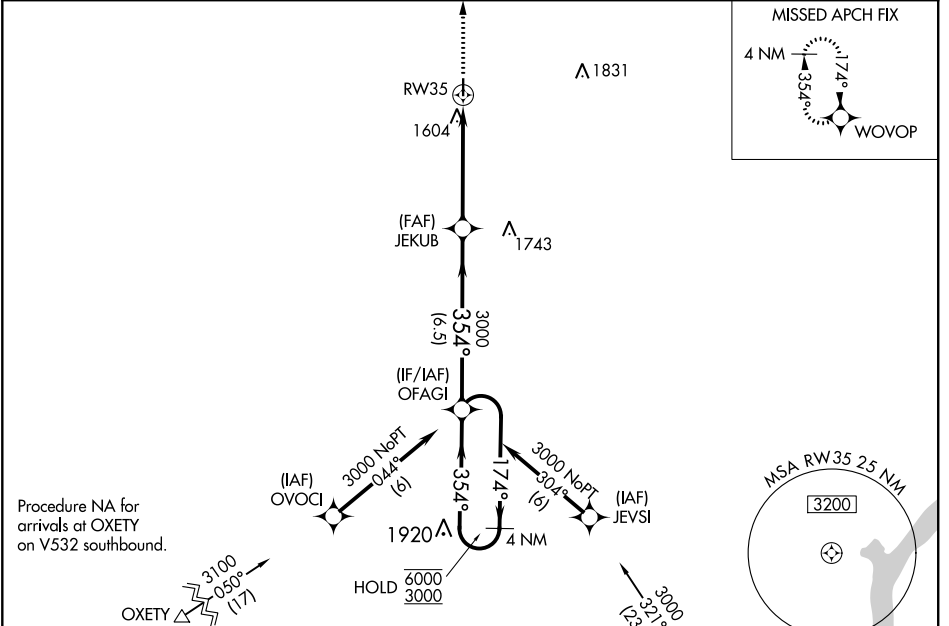 MISSED APCH FIX
4 NM
174°
354°
WOVOP
1831
RW35
1604
(FAF)
JEKUB
1743
3000
354°
(6.5)
(IF/IAF)
OFAGI
3000 NoPT
044°
(6)
354°
174°
3000 NoPT
304°
(6)
(IAF)
OVOCI
(IAF)
JEVSI
1920
4 NM
HOLD
6000
3000
Procedure NA for
arrivals at OXETY
on V532 southbound.
3100
050°
(17)
OXETY
3000
321°
(23
MSA RW35 25 NM
3200